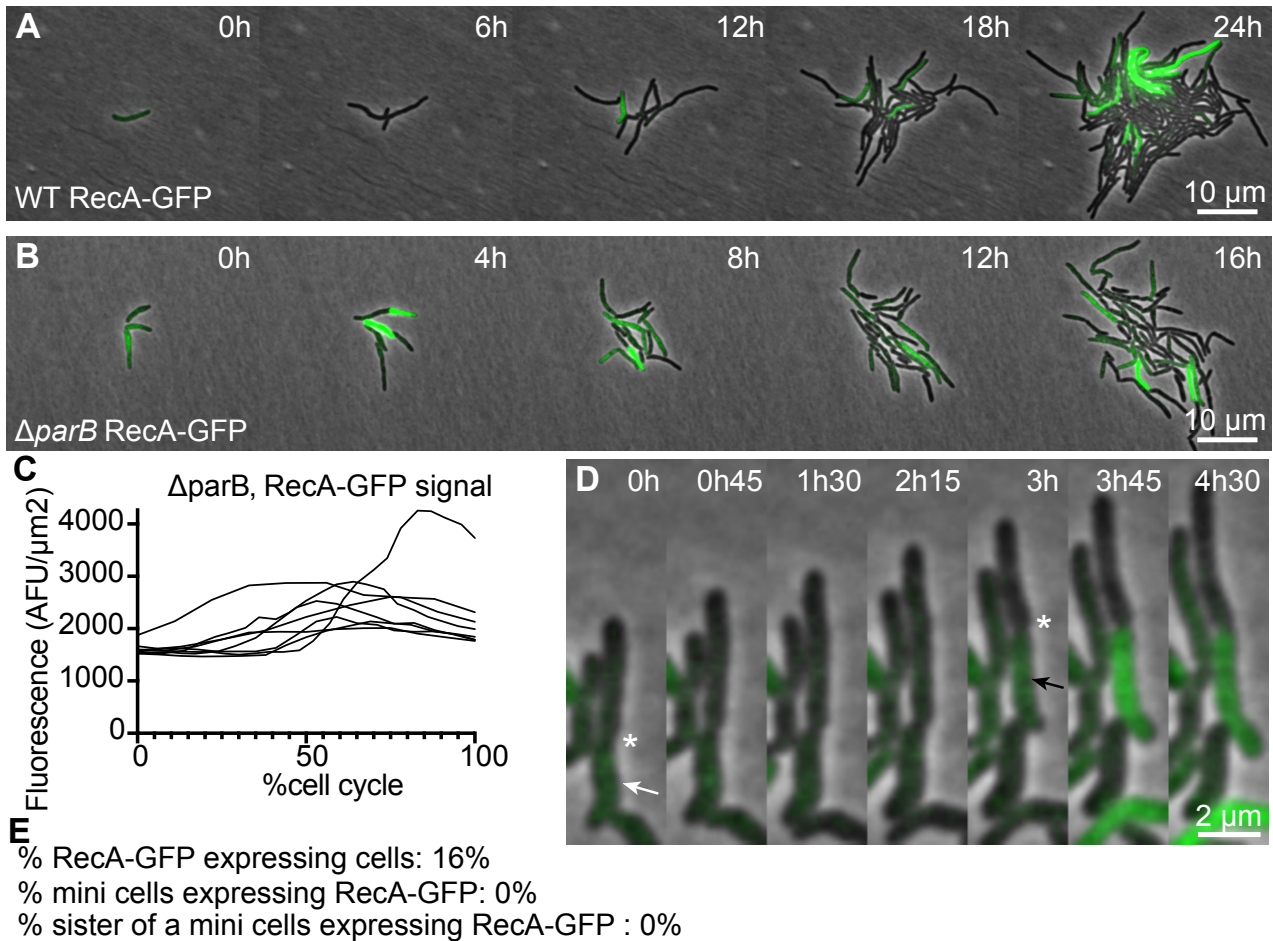 A 0h 6h 12h 18h 24h
WT RecA-GFP
10 µm
B 0h 4h 8h 12h 16h
ΔparB RecA-GFP
10 µm
C
ΔparB, RecA-GFP signal
Fluorescence (AFU/µm2)
4000
3000
2000
1000
0
0 50 100
%cell cycle
D 0h 0h45 1h30 2h15 3h 3h45 4h30
*
*
2 µm
E
% RecA-GFP expressing cells: 16%
% mini cells expressing RecA-GFP: 0%
% sister of a mini cells expressing RecA-GFP : 0%